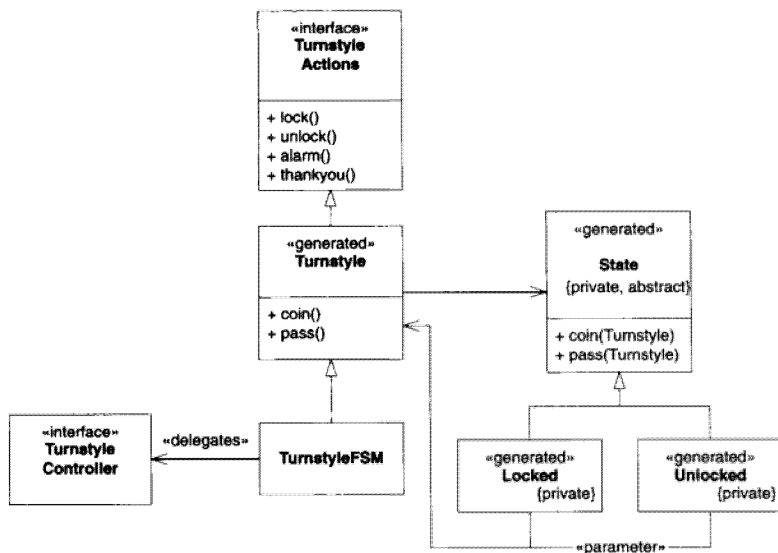 «interface»
Turnstyle
Actions
+ lock()
+ unlock()
+ alarm()
+ thankyou()
«generated»
Turnstyle
+ coin()
+ pass()
«generated»
State
{private, abstract}
+ coin(Turnstyle)
+ pass(Turnstyle)
«interface»
Turnstyle
Controller
«delegates»
TurnstyleFSM
«generated»
Locked
{private}
«generated»
Unlocked
{private}
«parameter»